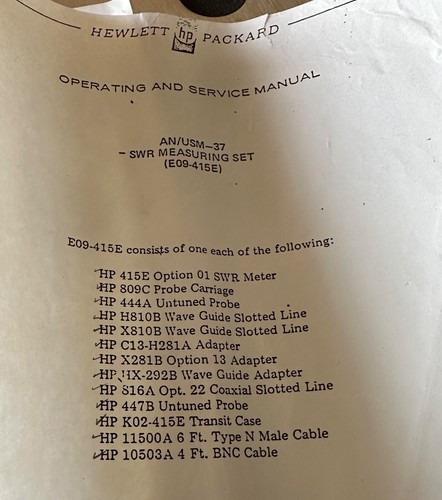 HEWLETT hp PACKARD
OPERATING AND SERVICE MANUAL
AN/USM-37
- SWR MEASURING SET
(E09-415E)
E09-415E consists of one each of the following:
HP 415E Option 01 SWR Meter
HP 809C Probe Carriage
HP 444A Untuned Probe
HP H810B Wave Guide Slotted Line
HP X810B Wave Guide Slotted Line
HP C13-H281A Adapter
HP X281B Option 13 Adapter
HP HX-292B Wave Guide Adapter
HP 816A Opt. 22 Coaxial Slotted Line
HP 447B Untuned Probe
HP K02-415E Transit Case
HP 11500A 6 Ft. Type N Male Cable
HP 10503A 4 Ft. BNC Cable